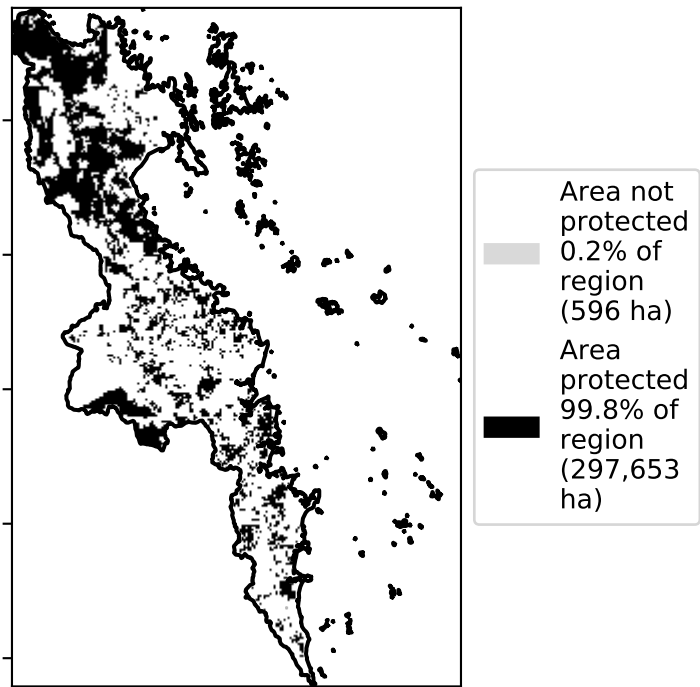 Area not
protected
0.2% of
region
(596 ha)
Area
protected
99.8% of
region
(297,653
ha)